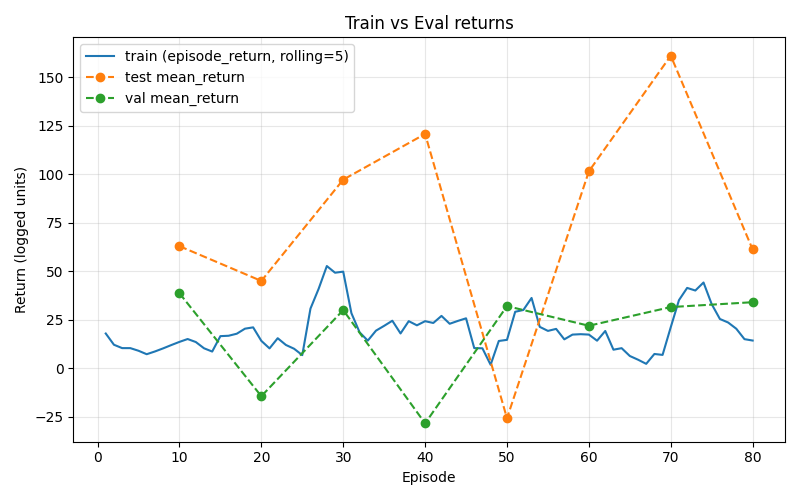 Train vs Eval returns
train (episode_return, rolling=5)
test mean_return
val mean_return
Return (logged units)
150
125
100
75
50
25
0
−25
0 10 20 30 40 50 60 70 80
Episode